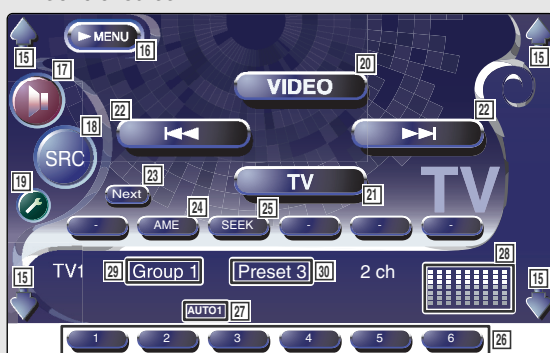 ► MENU
15
16
15
17
20
VIDEO
22
22
18
SRC
23
19
Next
24
25
TV
21
TV
-
AME
SEEK
-
-
-
28
TV1
29
Group 1
Preset 3
30
2 ch
15
15
AUTO1
27
1
2
3
4
5
6
26